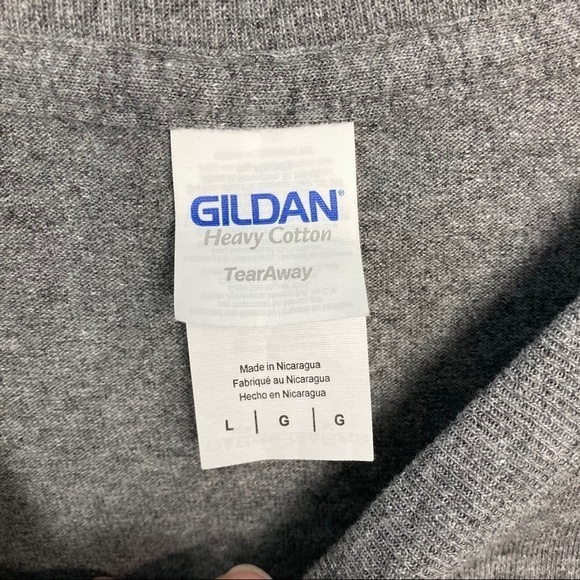 GILDAN®
Heavy Cotton
TearAway
Made in Nicaragua
Fabriqué au Nicaragua
Hecho en Nicaragua
L | G | G